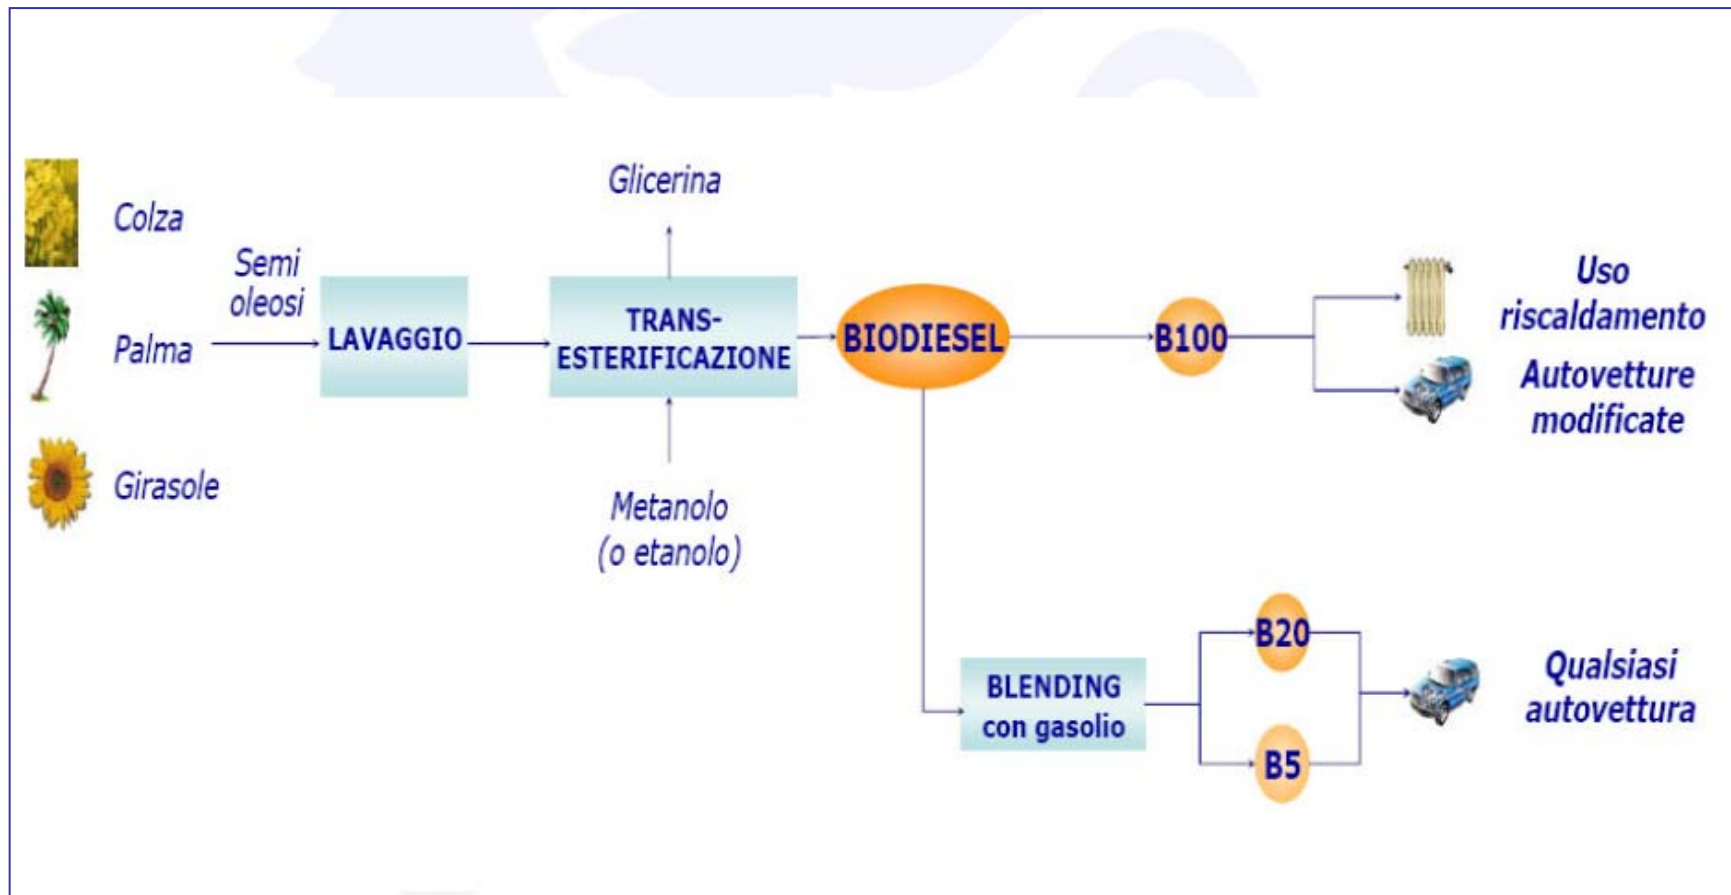 Colza
Palma
Girasole
Semi
oleosi
LAVAGGIO
Glicerina
TRANS-
ESTERIFICAZIONE
Metanolo
(o etanolo)
BIODIESEL
B100
Uso
riscaldamento
Autovetture
modificate
BLENDING
con gasolio
B20
B5
Qualsiasi
autovettura